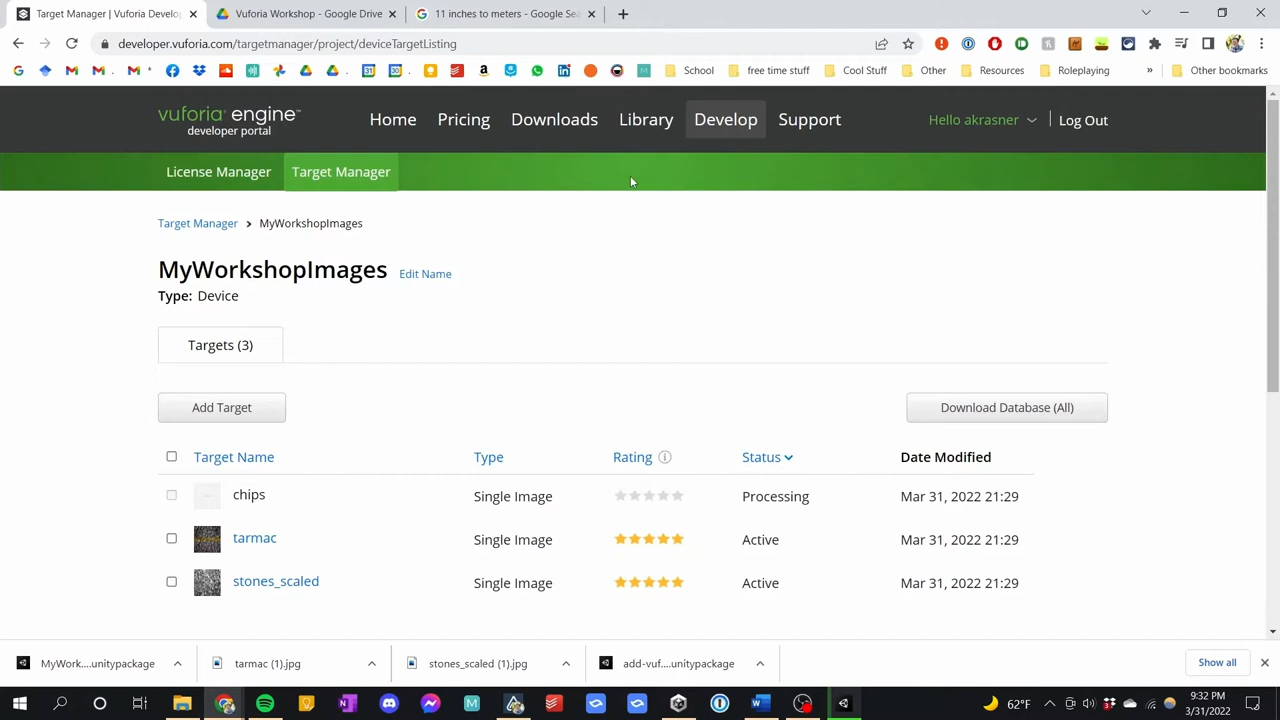 Target Manager | Vuforia Develop
Vuforia Workshop - Google Drive
11 inches to meters - Google Sea
developer.vuforia.com/targetmanager/project/deviceTargetListing
School
free time stuff
Cool Stuff
Other
Resources
Roleplaying
»
Other bookmarks
vuforia engine™
developer portal
Home
Pricing
Downloads
Library
Develop
Support
Hello akrasner
Log Out
License Manager
Target Manager
Target Manager > MyWorkshopImages
MyWorkshopImages Edit Name
Type: Device
Targets (3)
Add Target
Download Database (All)
Target Name Type Rating Status Date Modified
chips Single Image Processing Mar 31, 2022 21:29
tarmac Single Image Active Mar 31, 2022 21:29
stones_scaled Single Image Active Mar 31, 2022 21:29
MyWork....unitypackage
tarmac (1).jpg
stones_scaled (1).jpg
add-vuf....unitypackage
Show all
62°F
9:32 PM
3/31/2022